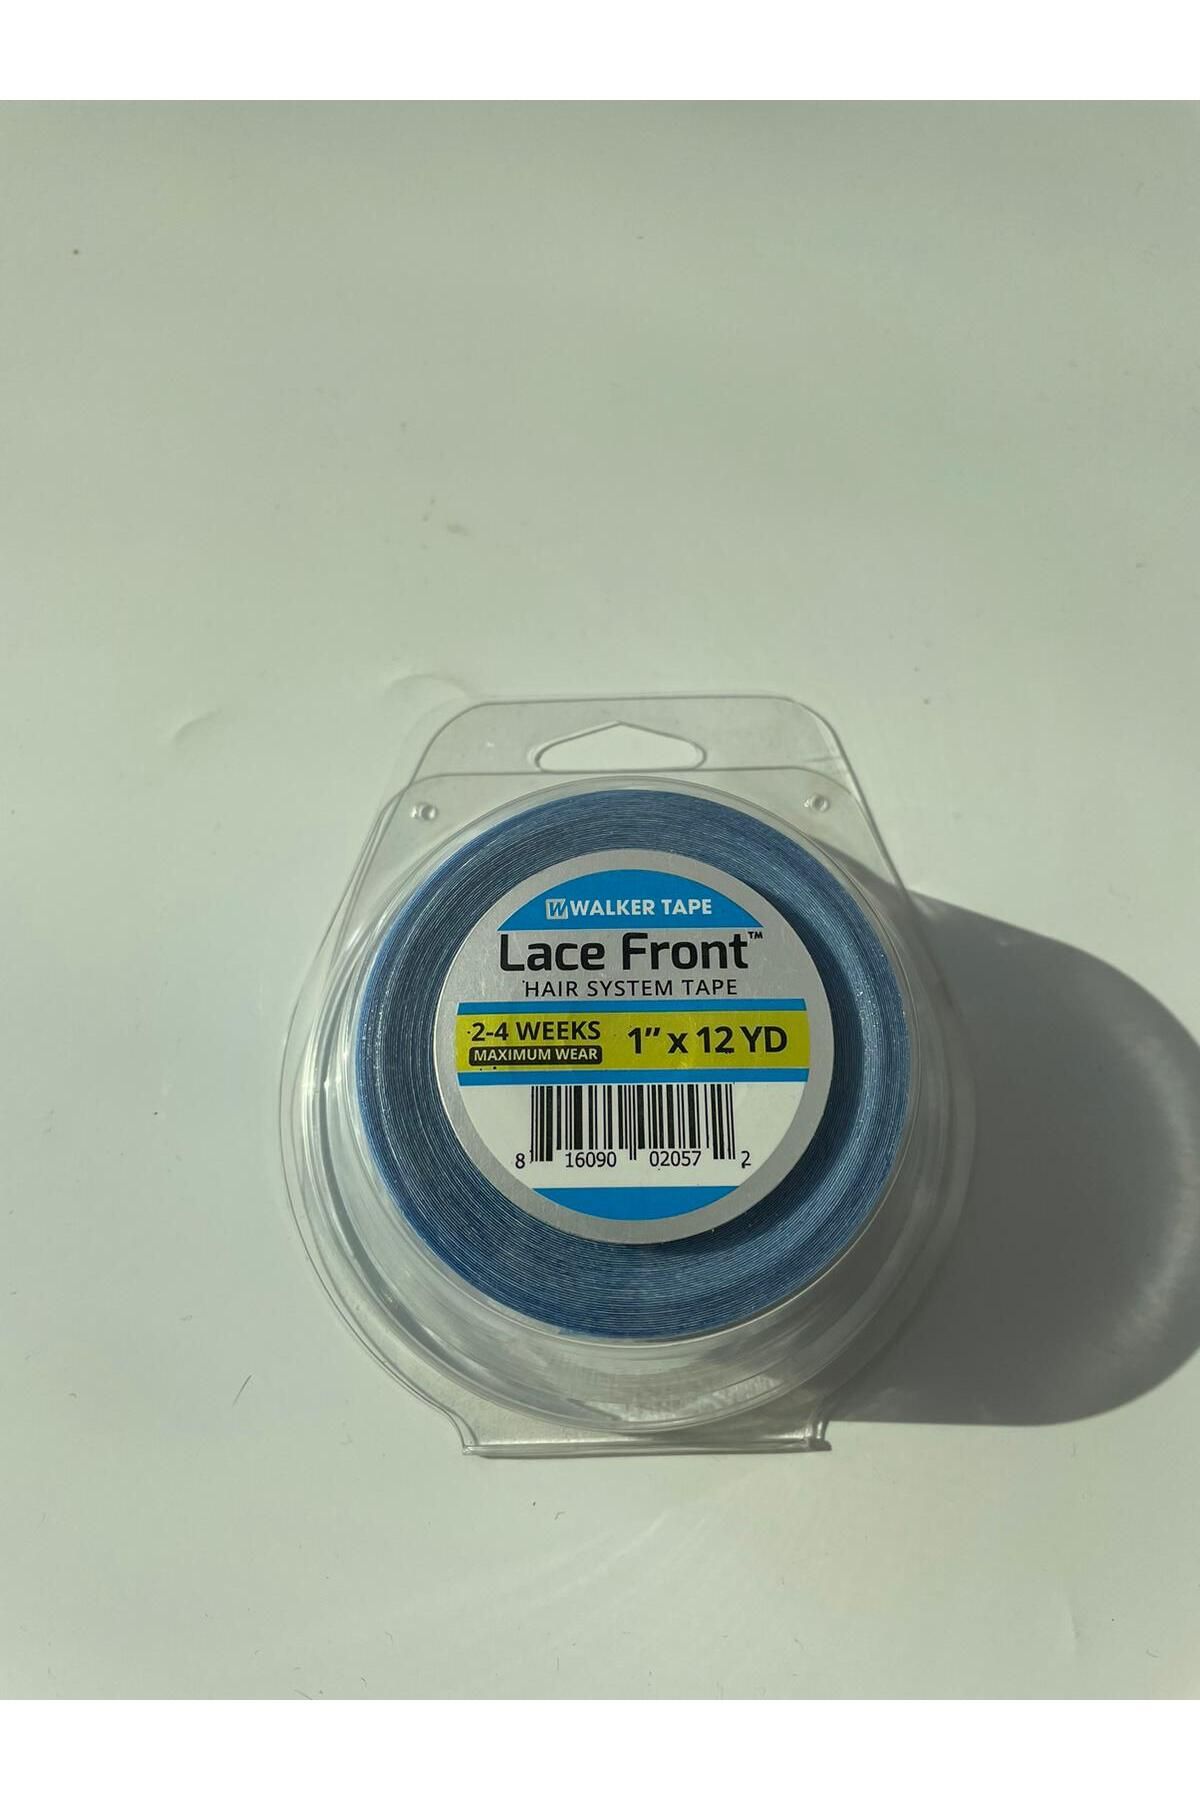 W WALKER TAPE
Lace Front™
HAIR SYSTEM TAPE
2-4 WEEKS
MAXIMUM WEAR
1” x 12 YD
8 16090 02057 2